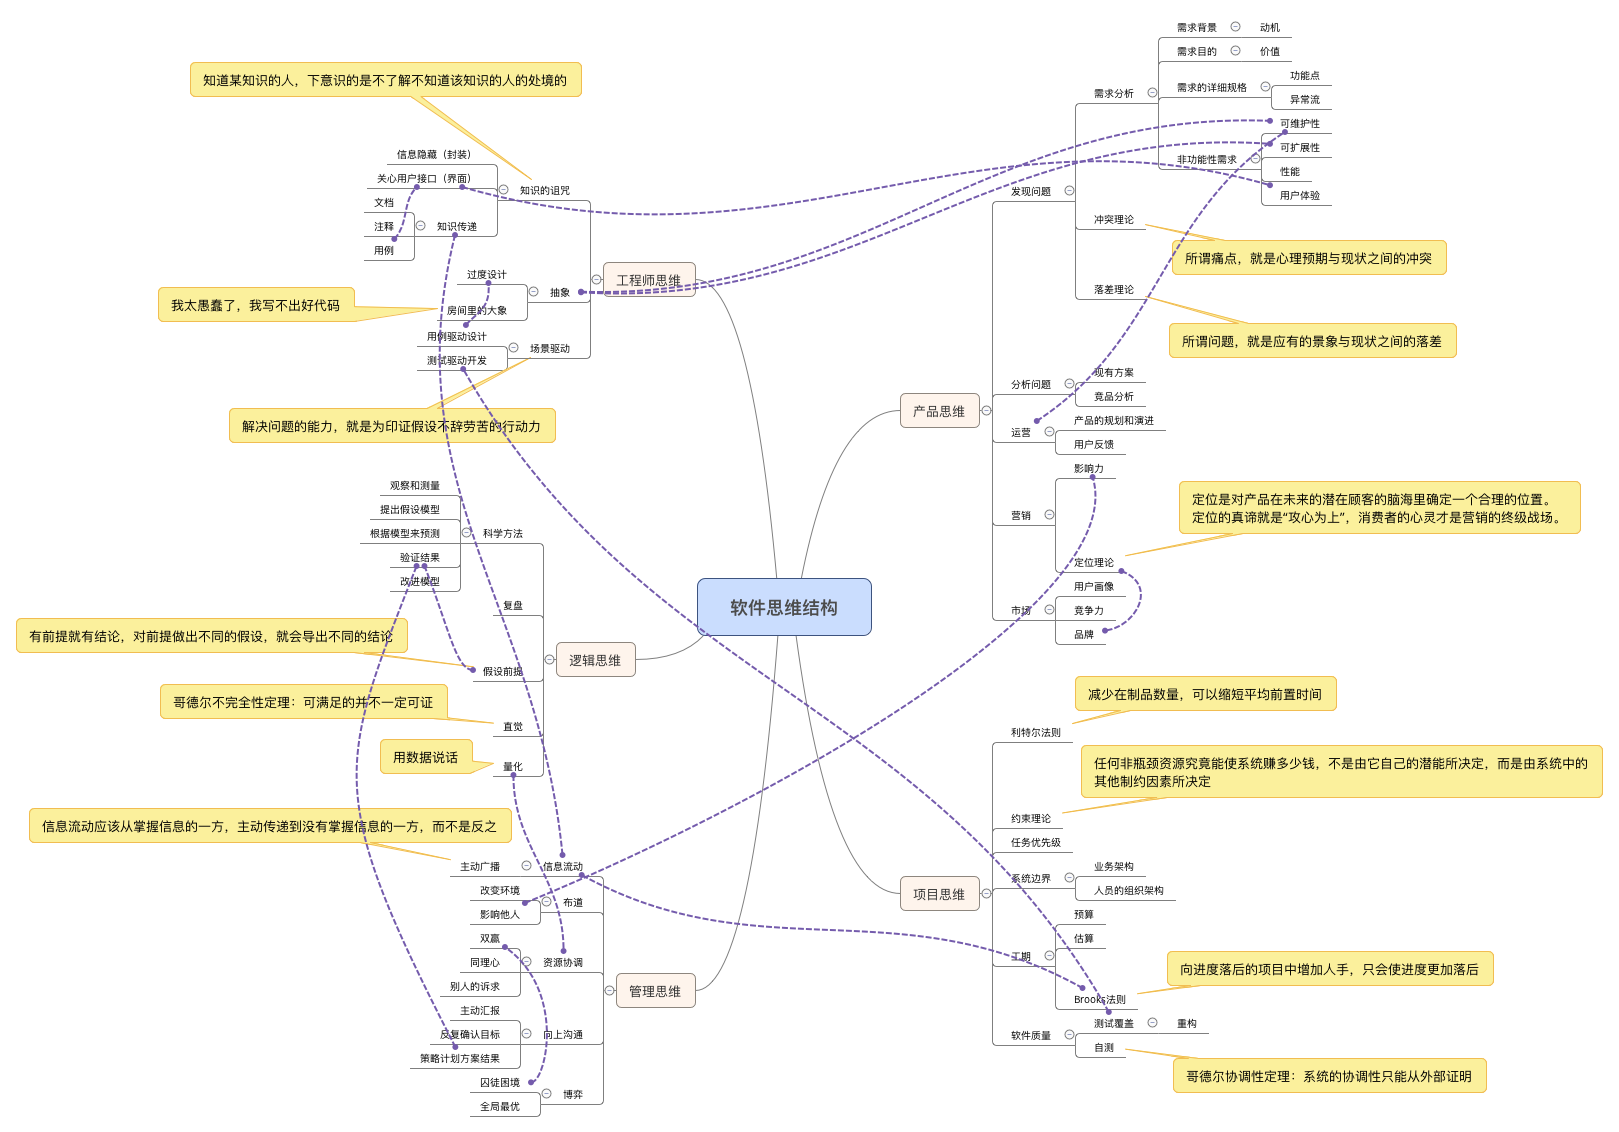 软件思维结构
工程师思维
知识的诅咒
知道某知识的人，下意识的是不了解不知道该知识的人的处境的
信息隐藏（封装）
关心用户接口（界面）
知识传递
文档
注释
用例
抽象
过度设计
房间里的大象
我太愚蠢了，我写不出好代码
场景驱动
用例驱动设计
测试驱动开发
解决问题的能力，就是为印证假设不辞劳苦的行动力
逻辑思维
科学方法
观察和测量
提出假设模型
根据模型来预测
验证结果
改进模型
复盘
假设前提
有前提就有结论，对前提做出不同的假设，就会导出不同的结论
直觉
哥德尔不完全性定理：可满足的并不一定可证
量化
用数据说话
管理思维
信息流动
主动广播
信息流动应该从掌握信息的一方，主动传递到没有掌握信息的一方，而不是反之
布道
改变环境
影响他人
资源协调
双赢
同理心
别人的诉求
向上沟通
主动汇报
反复确认目标
策略计划方案结果
博弈
囚徒困境
全局最优
产品思维
发现问题
需求分析
需求背景
动机
需求目的
价值
需求的详细规格
功能点
异常流
非功能性需求
可维护性
可扩展性
性能
用户体验
冲突理论
所谓痛点，就是心理预期与现状之间的冲突
落差理论
所谓问题，就是应有的景象与现状之间的落差
分析问题
现有方案
竞品分析
运营
产品的规划和演进
用户反馈
营销
影响力
定位理论
定位是对产品在未来的潜在顾客的脑海里确定一个合理的位置。
定位的真谛就是“攻心为上”，消费者的心灵才是营销的终级战场。
市场
用户画像
竞争力
品牌
项目思维
利特尔法则
减少在制品数量，可以缩短平均前置时间
约束理论
任何非瓶颈资源究竟能使系统赚多少钱，不是由它自己的潜能所决定，而是由系统中的
其他制约因素所决定
任务优先级
系统边界
业务架构
人员的组织架构
工期
预算
估算
Brooks法则
向进度落后的项目中增加人手，只会使进度更加落后
软件质量
测试覆盖
重构
自测
哥德尔协调性定理：系统的协调性只能从外部证明